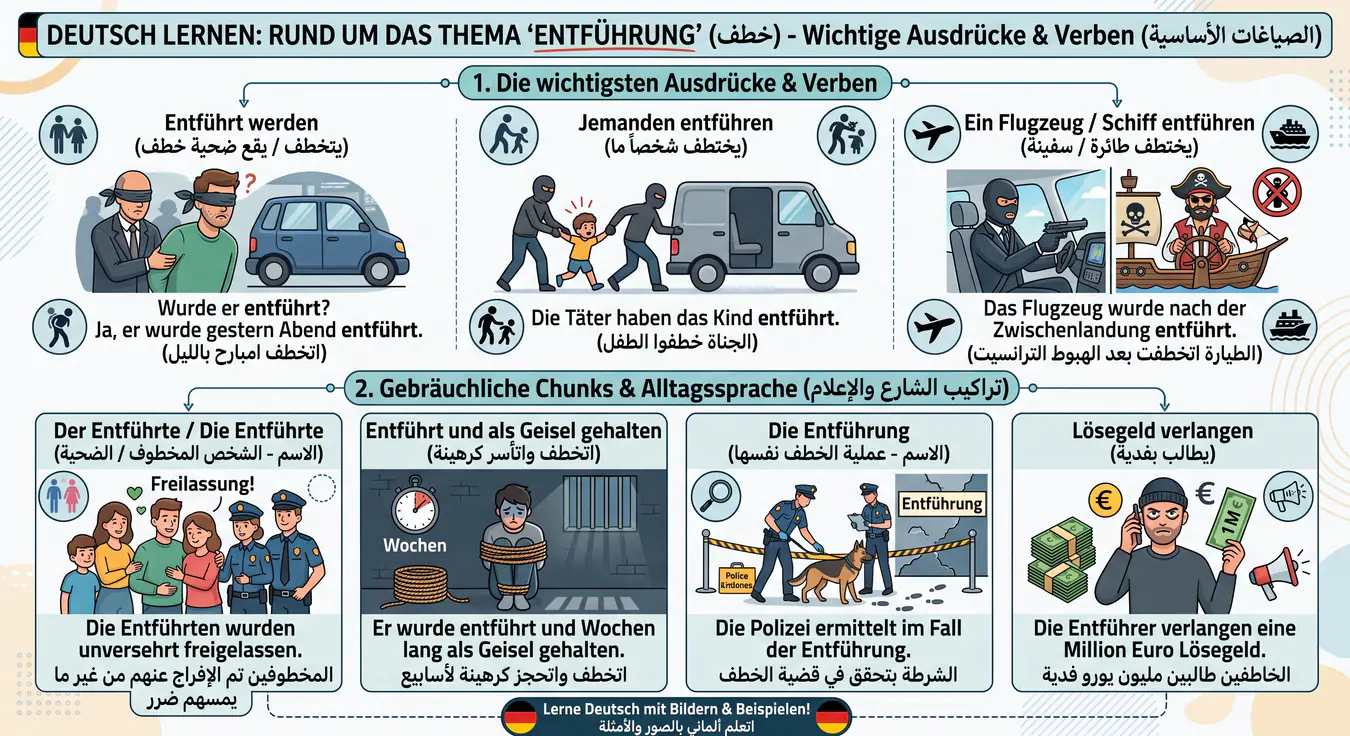 DEUTSCH LERNEN: RUND UM DAS THEMA ‘ENTFÜHRUNG’ (خطف) - Wichtige Ausdrücke & Verben (الصياغات الأساسية)
1. Die wichtigsten Ausdrücke & Verben
Entführt werden
(يتخطف / يقع ضحية خطف)
?
Wurde er entführt?
Ja, er wurde gestern Abend entführt.
(اتخطف امبارح بالليل)
Jemanden entführen
(يختطف شخصاً ما)
Die Täter haben das Kind entführt.
(الجناة خطفوا الطفل)
Ein Flugzeug / Schiff entführen
(يختطف طائرة / سفينة)
Das Flugzeug wurde nach der
Zwischenlandung entführt.
(الطيارة اتخطفت بعد الهبوط الترانسيت)
2. Gebräuchliche Chunks & Alltagssprache (تراكيب الشارع والإعلام)
Der Entführte / Die Entführte
(الاسم - الشخص المخطوف / الضحية)
Freilassung!
Die Entführten wurden
unversehrt freigelassen.
المخطوفين تم الإفراج عنهم من غير ما
يمسهم ضرر
Entführt und als Geisel gehalten
(اتخطف واتأسر كرهينة)
Wochen
Er wurde entführt und Wochen
lang als Geisel gehalten.
اتخطف واتحجز كرهينة لأسابيع
Die Entführung
(الاسم - عملية الخطف نفسها)
Entführung
Police
Die Polizei ermittelt im Fall
der Entführung.
الشرطة بتحقق في قضية الخطف
Lösegeld verlangen
(يطالب بفدية)
€
€
1M€
Die Entführer verlangen eine
Million Euro Lösegeld.
الخاطفين طالبين مليون يورو فدية
Lerne Deutsch mit Bildern & Beispielen!
اتعلم ألماني بالصور والأمثلة